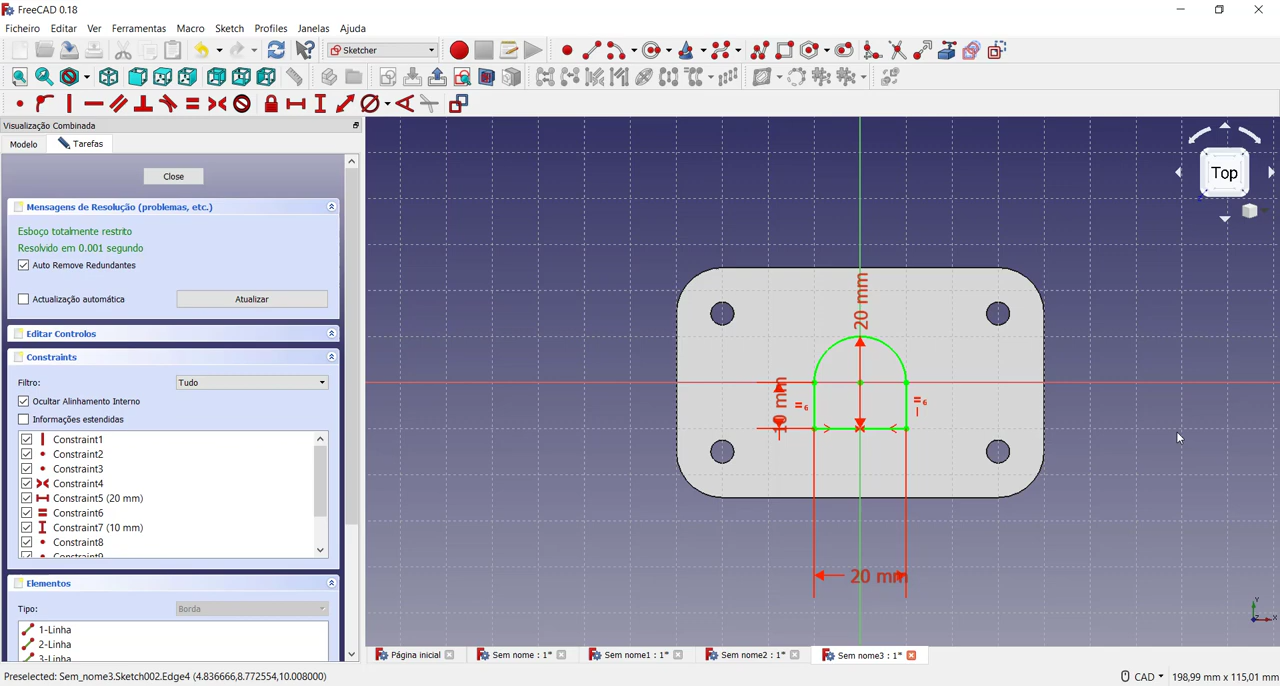 FreeCAD 0.18
Ficheiro Editar Ver Ferramentas Macro Sketch Profiles Janelas Ajuda
Sketcher
Visualização Combinada
Modelo Tarefas
Close
Mensagens de Resolução (problemas, etc.)
Esboço totalmente restrito
Resolvido em 0.001 segundo
Auto Remove Redundantes
Actualização automática Atualizar
Editar Controlos
Constraints
Filtro: Tudo
Ocultar Alinhamento Interno
Informações estendidas
Constraint1
Constraint2
Constraint3
Constraint4
Constraint5 (20 mm)
Constraint6
Constraint7 (10 mm)
Constraint8
Constraint9
Elementos
Tipo: Borda
1-Linha
2-Linha
3-Linha
Top
20 mm
10 mm
6
6
20 mm
Y
X
Página inicial Sem nome : 1* Sem nome1 : 1* Sem nome2 : 1* Sem nome3 : 1*
Preselected: Sem_nome3.Sketch002.Edge4 (4.836666,8.772554,10.008000) CAD 198,99 mm x 115,01 mm